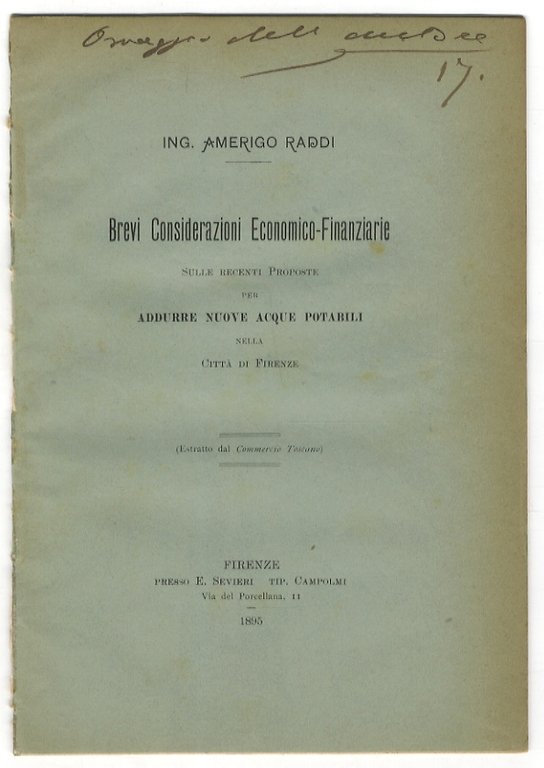 Omaggio dell'
17.
ING. AMERIGO RADDI
Brevi Considerazioni Economico-Finanziarie
SULLE RECENTI PROPOSTE
PER
ADDURRE NUOVE ACQUE POTABILI
NELLA
CITTÀ DI FIRENZE
(Estratto dal Commercio Toscano)
FIRENZE
PRESSO E. SEVIERI TIP. CAMPOLMI
Via del Porcellana, 11
1895